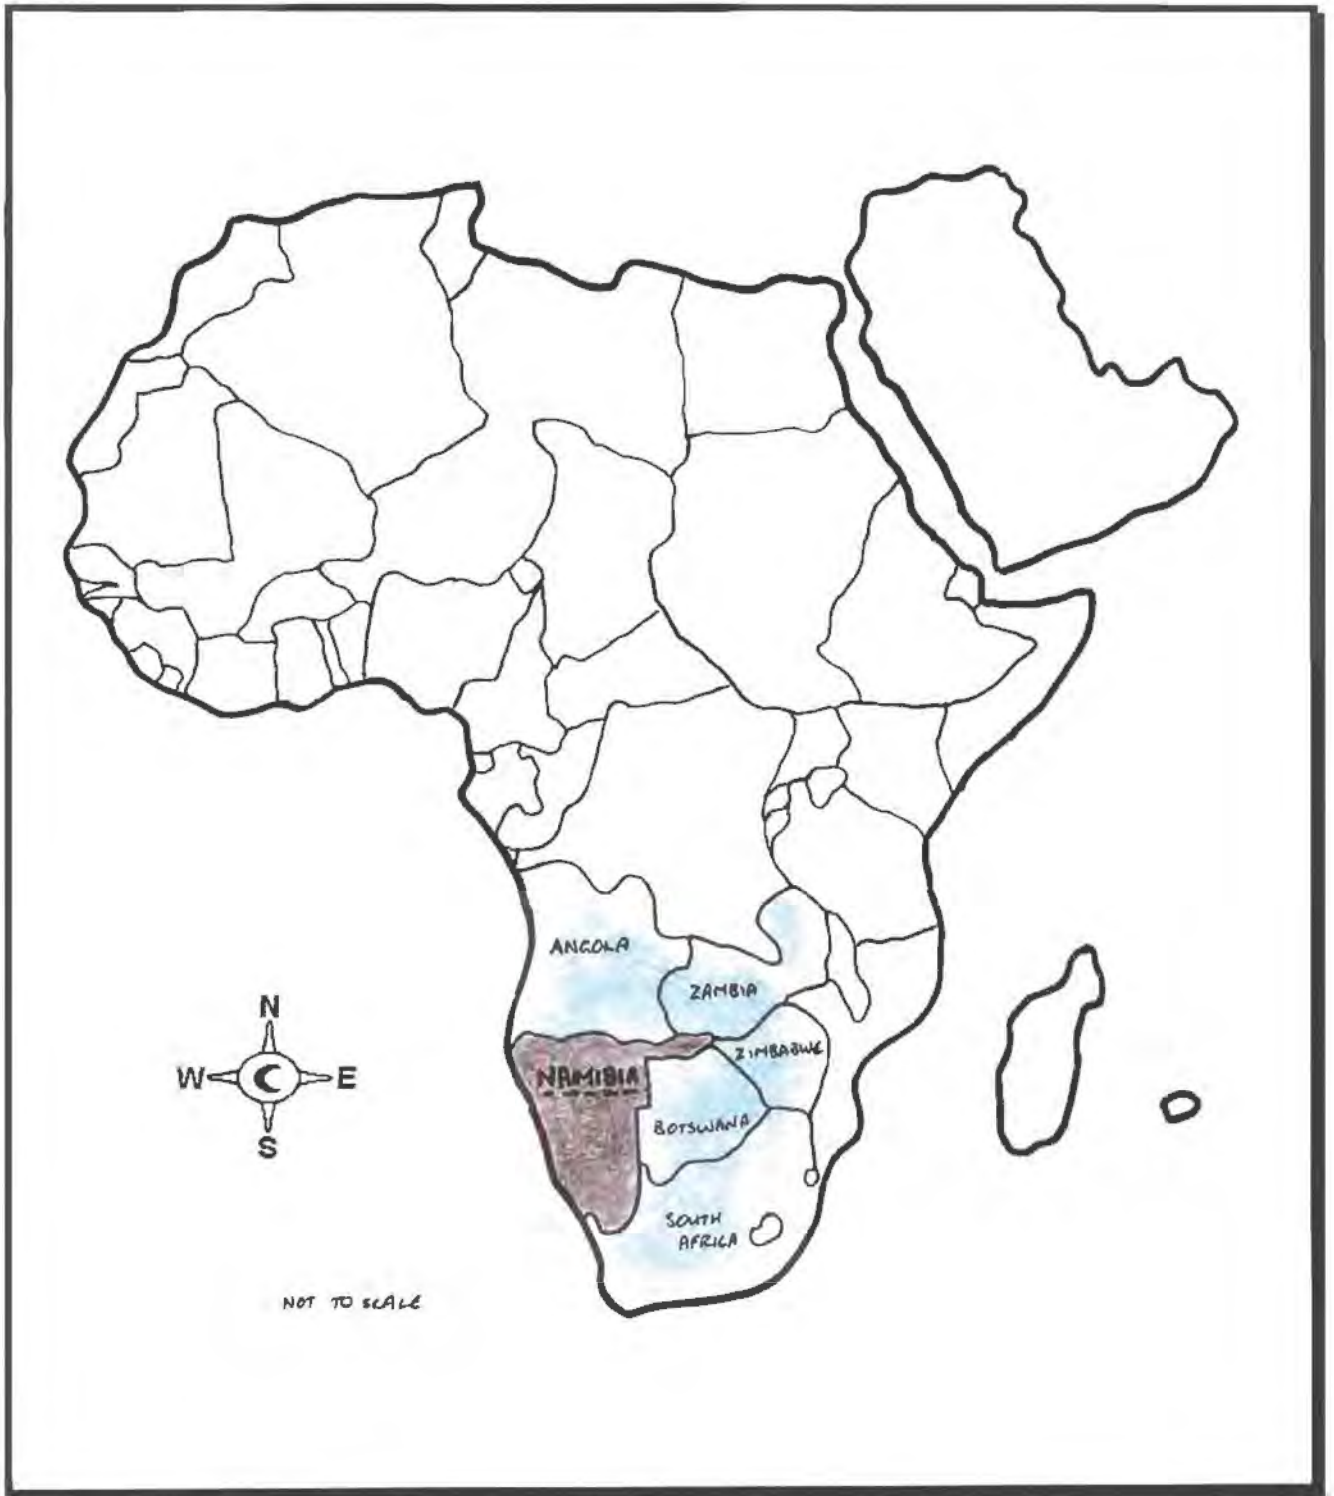 ANGOLA
ZAMBIA
N
W E
S
ZIMBABWE
NAMIBIA
BOTSWANA
SOUTH
AFRICA
NOT TO SCALE